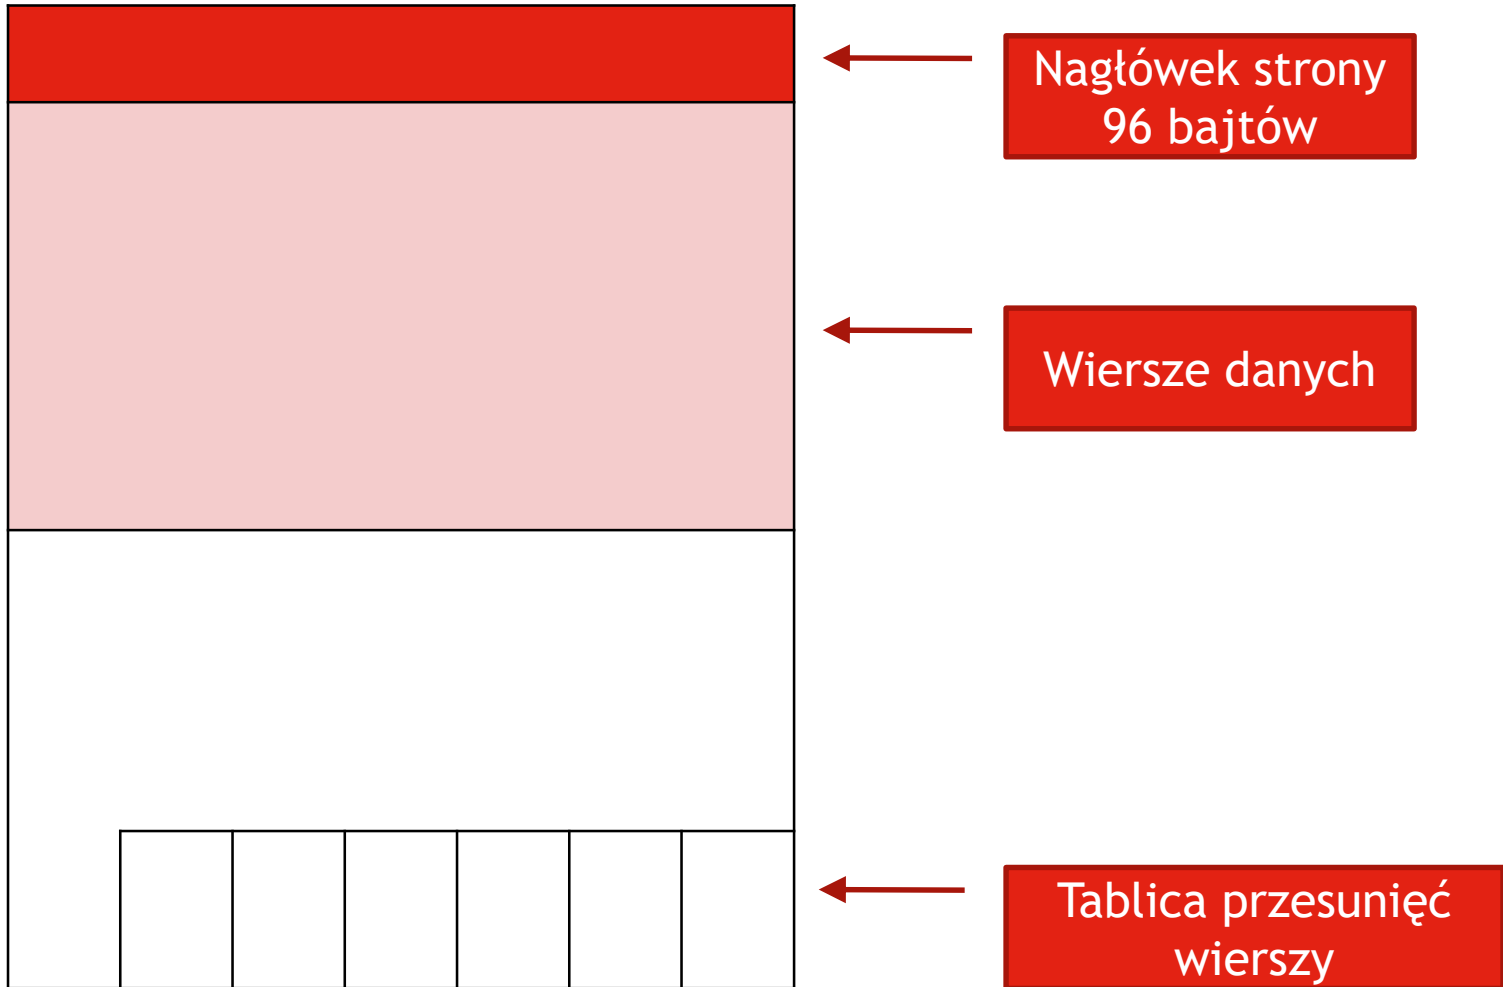 Nagłówek strony
96 bajtów
Wiersze danych
Tablica przesunięć
wierszy